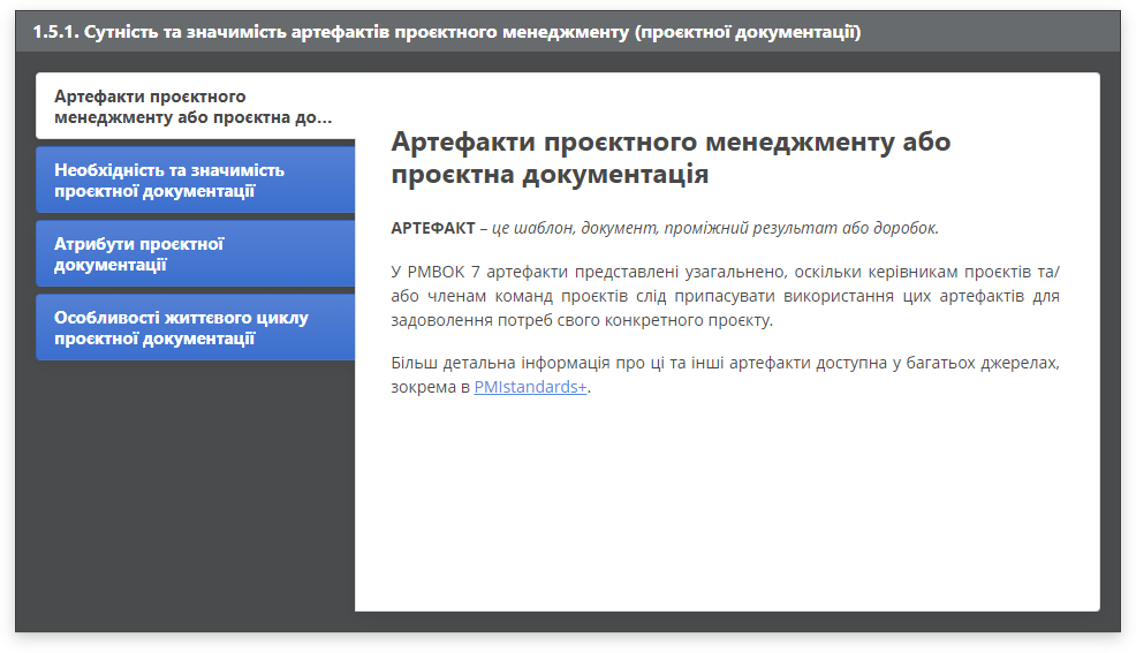 1.5.1. Сутність та значимість артефактів проєктного менеджменту (проєктної документації)
Артефакти проєктного
менеджменту або проєктна до...
Необхідність та значимість
проєктної документації
Атрибути проєктної
документації
Особливості життєвого циклу
проєктної документації
Артефакти проєктного менеджменту або
проєктна документація
АРТЕФАКТ – це шаблон, документ, проміжний результат або доробок.
У PMBOK 7 артефакти представлені узагальнено, оскільки керівникам проєктів та/
або членам команд проєктів слід припасувати використання цих артефактів для
задоволення потреб свого конкретного проєкту.
Більш детальна інформація про ці та інші артефакти доступна у багатьох джерелах,
зокрема в PMIstandards+.